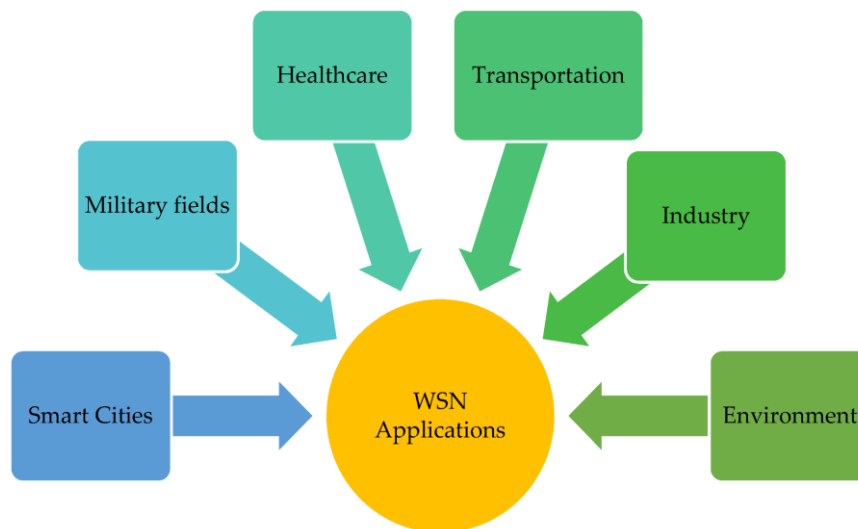 Healthcare
Transportation
Military fields
Industry
Smart Cities
WSN
Applications
Environment